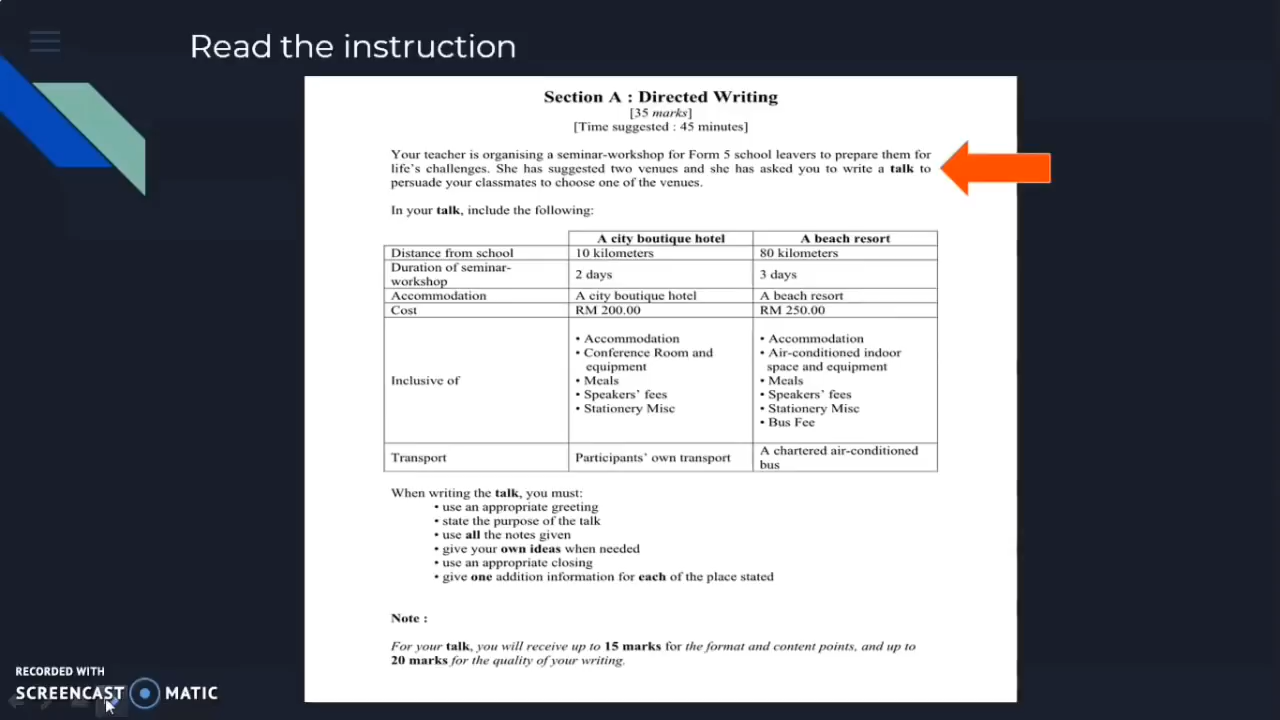 Read the instruction
Section A : Directed Writing
[35 marks]
[Time suggested : 45 minutes]
Your teacher is organising a seminar-workshop for Form 5 school leavers to prepare them for
life's challenges. She has suggested two venues and she has asked you to write a talk to
persuade your classmates to choose one of the venues.
In your talk, include the following:
A city boutique hotel
A beach resort
Distance from school
10 kilometers
80 kilometers
Duration of seminar-
workshop
2 days
3 days
Accommodation
A city boutique hotel
A beach resort
Cost
RM 200.00
RM 250.00
Inclusive of
• Accommodation
• Conference Room and
equipment
• Meals
• Speakers' fees
• Stationery Misc
• Accommodation
• Air-conditioned indoor
space and equipment
• Meals
• Speakers' fees
• Stationery Misc
• Bus Fee
Transport
Participants' own transport
A chartered air-conditioned
bus
When writing the talk, you must:
• use an appropriate greeting
• state the purpose of the talk
• use all the notes given
• give your own ideas when needed
• use an appropriate closing
• give one addition information for each of the place stated
Note :
For your talk, you will receive up to 15 marks for the format and content points, and up to
20 marks for the quality of your writing.
RECORDED WITH
SCREENCAST MATIC